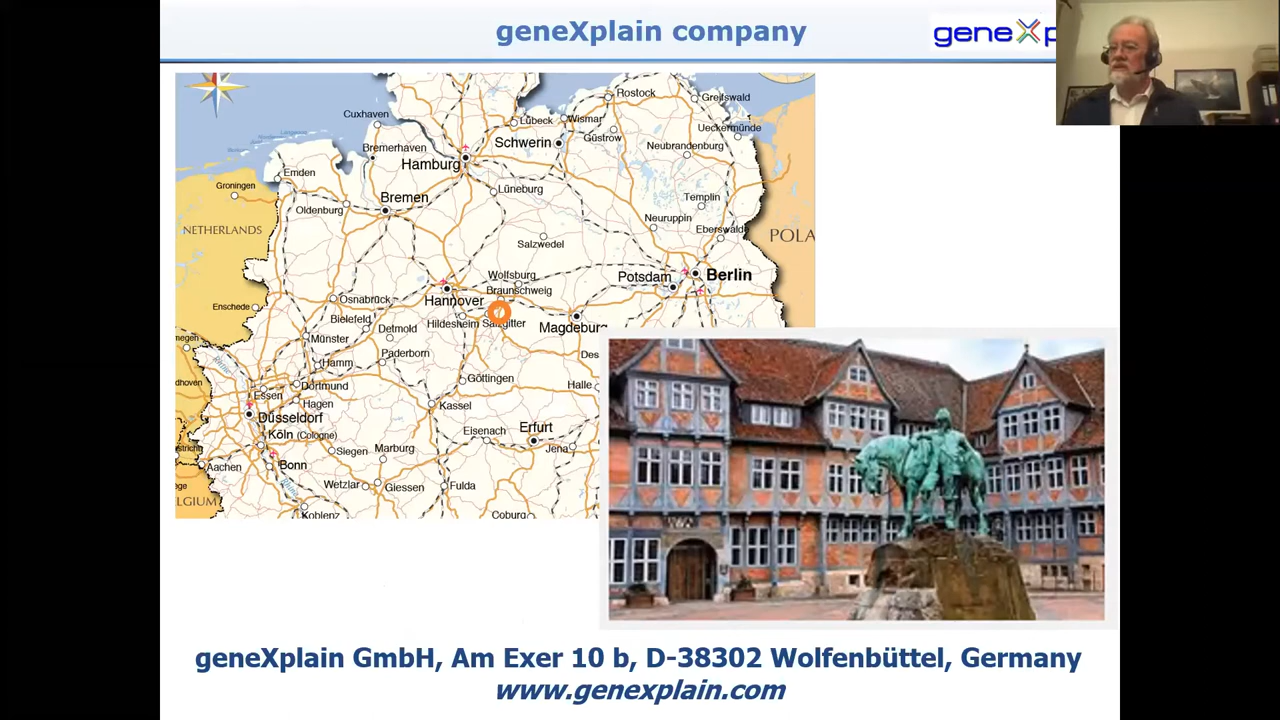 geneXplain company
geneXp
Rostock
Greifswald
Cuxhaven
Lübeck
Wismar
Ueckermünde
Güstrow
Schwerin
Bremerhaven
Hamburg
Neubrandenburg
Emden
Groningen
Lüneburg
Templin
Bremen
Oldenburg
Neuruppin
Eberswalde
NETHERLANDS
POLA
Salzwedel
Wolfsburg
Potsdam
Berlin
Braunschweig
Hannover
Osnabrück
Enschede
Bielefeld
Hildesheim
Salzgitter
Magdeburg
Detmold
Münster
Paderborn
Des
Hamm
Göttingen
Halle
Dortmund
Essen
Hagen
Kassel
Düsseldorf
Eisenach
Erfurt
Köln (Cologne)
Jena
Siegen
Marburg
Aachen
Bonn
Wetzlar
Giessen
Fulda
LGIUM
Koblenz
Coburg
geneXplain GmbH, Am Exer 10 b, D-38302 Wolfenbüttel, Germany
www.genexplain.com